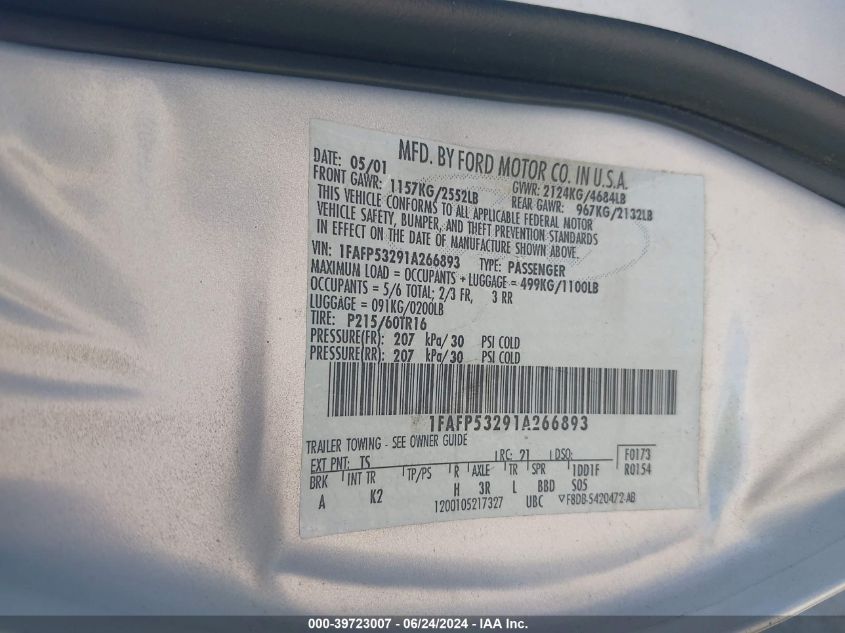 MFD. BY FORD MOTOR CO. IN U.S.A.
DATE: 05/01 GVWR: 2124KG/4684LB
FRONT GAWR: 1157KG/2552LB REAR GAWR: 967KG/2132LB
THIS VEHICLE CONFORMS TO ALL APPLICABLE FEDERAL MOTOR
VEHICLE SAFETY, BUMPER, AND THEFT PREVENTION STANDARDS
IN EFFECT ON THE DATE OF MANUFACTURE SHOWN ABOVE.
VIN: 1FAFP53291A266893 TYPE: PASSENGER
MAXIMUM LOAD = OCCUPANTS + LUGGAGE = 499KG/1100LB
OCCUPANTS = 5/6 TOTAL; 2/3 FR, 3 RR
LUGGAGE = 091KG/0200LB
TIRE: P215/60TR16
PRESSURE(FR): 207 kPa/30 PSI COLD
PRESSURE(RR): 207 kPa/30 PSI COLD
1FAFP53291A266893
TRAILER TOWING - SEE OWNER GUIDE
EXT PNT: TS RC: 21 DSO: F0173
BRK INT TR TP/PS R AXLE TR SPR 1DD1F R0154
A K2 H 3R L BBD S05
1200105217327 UBC F8DB-5420472-AB
000-39723007 - 06/24/2024 - IAAI.com